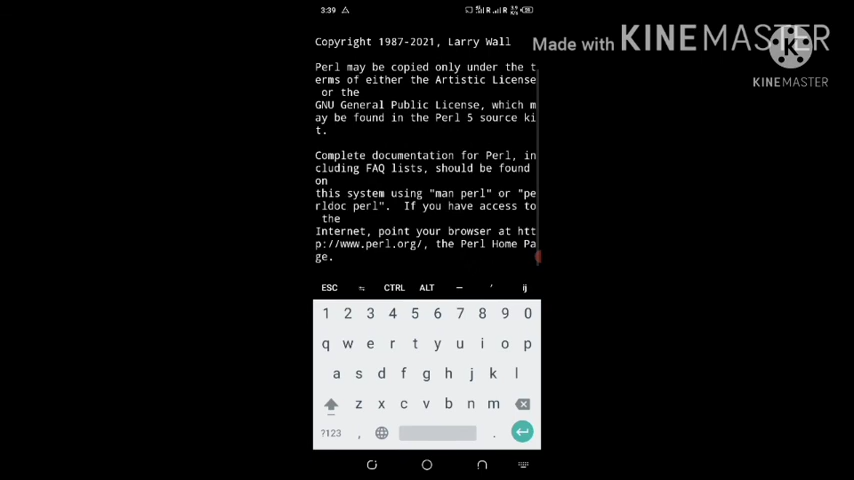 3:39
Made with KINEMASTER
KINEMASTER
Copyright 1987-2021, Larry Wall
Perl may be copied only under the t
erms of either the Artistic License
or the
GNU General Public License, which m
ay be found in the Perl 5 source ki
t.
Complete documentation for Perl, in
cluding FAQ lists, should be found
on
this system using "man perl" or "pe
rldoc perl".  If you have access to
the
Internet, point your browser at htt
p://www.perl.org/, the Perl Home Pa
ge.
ESC CTRL ALT — ′ ij
1 2 3 4 5 6 7 8 9 0
q w e r t y u i o p
a s d f g h j k l
z x c v b n m
?123 , .